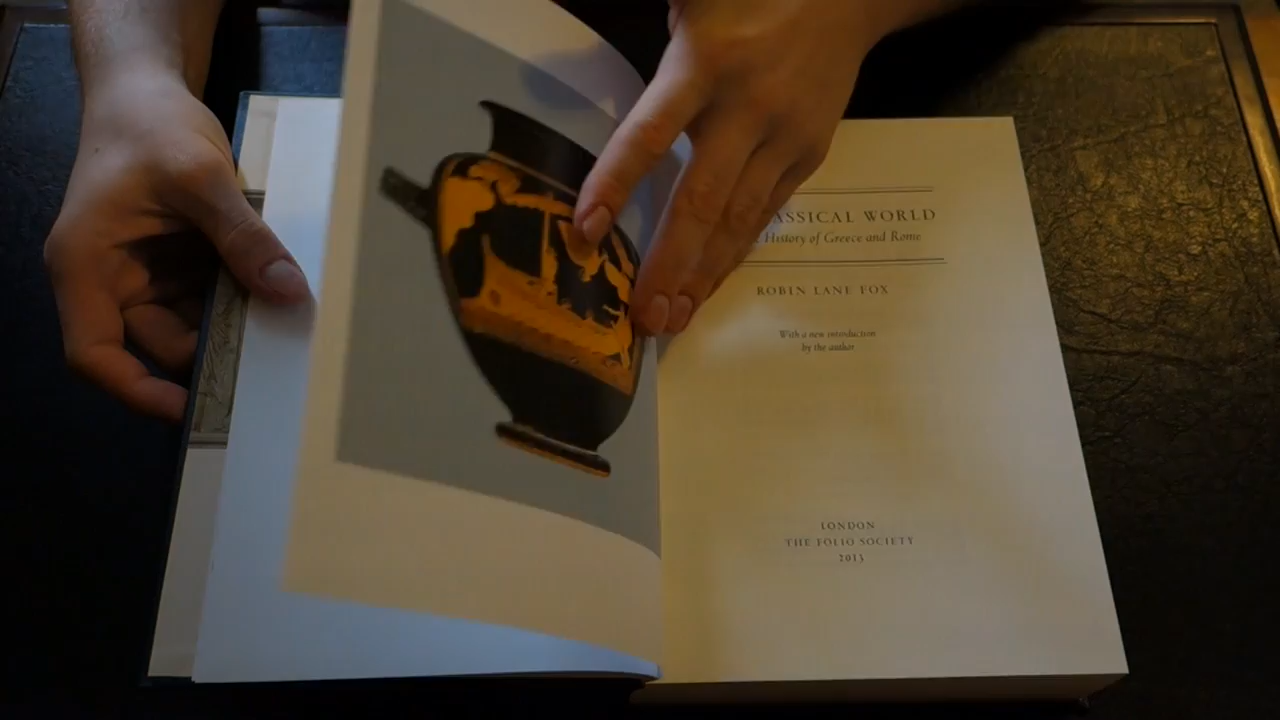 ASSICAL WORLD
History of Greece and Rome
ROBIN LANE FOX
With a new introduction
by the author
LONDON
THE FOLIO SOCIETY
2013